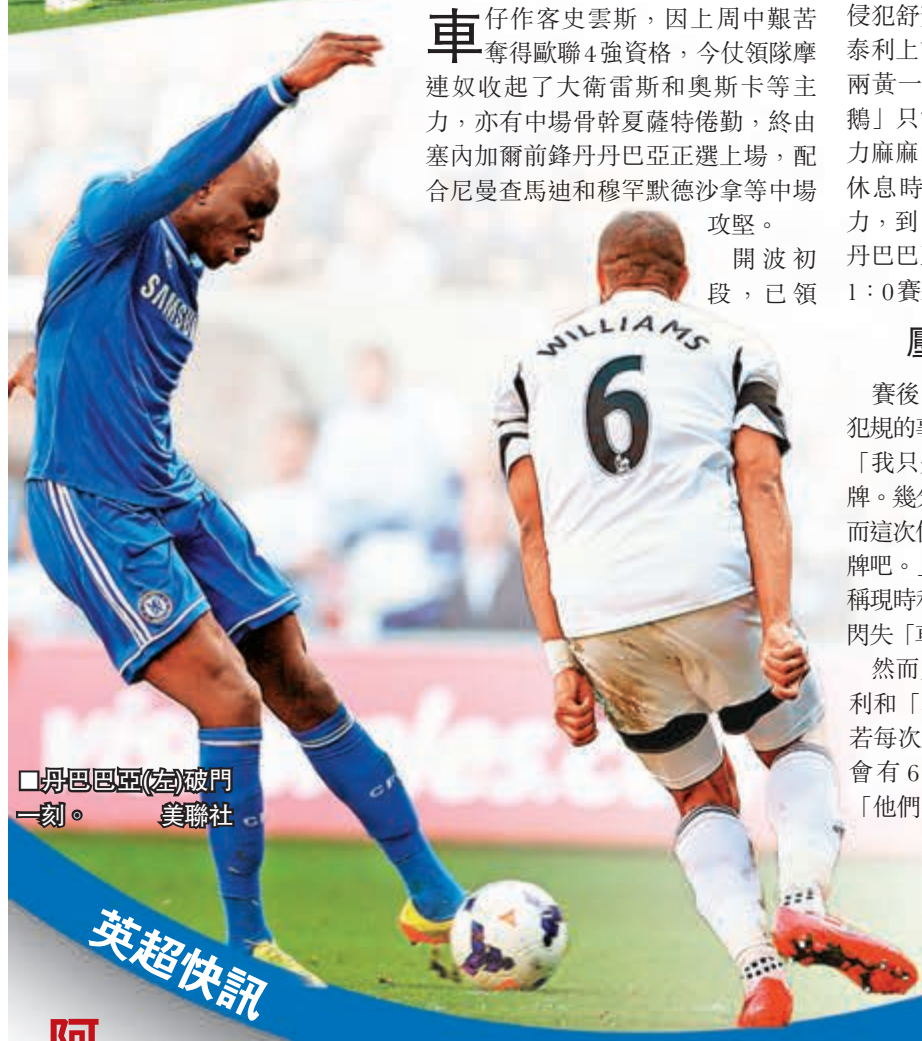 車仔作客史雲斯，因上周中艱苦
奪得歐聯4強資格，今仗領隊摩
連奴收起了大衛雷斯和奧斯卡等主
力，亦有中場骨幹夏薩特倦勤，終由
塞內加爾前鋒丹丹巴亞正選上場，配
合尼曼查馬迪和穆罕默德沙拿等中場
攻堅。
開波初
段，已領
侵犯舒
泰利上
兩黃一
鵝」只
力麻麻
休息時
力，到
丹巴巴
1：0賽
賽後
犯規的
「我只
牌。幾
而這次
牌吧。」
稱現時
閃失「
然而
利和「
若每次
會有6
「他們
SAMSU
WILLIAMS
6
■丹巴巴亞(左)破門
一刻。 美聯社
英超快訊
阿